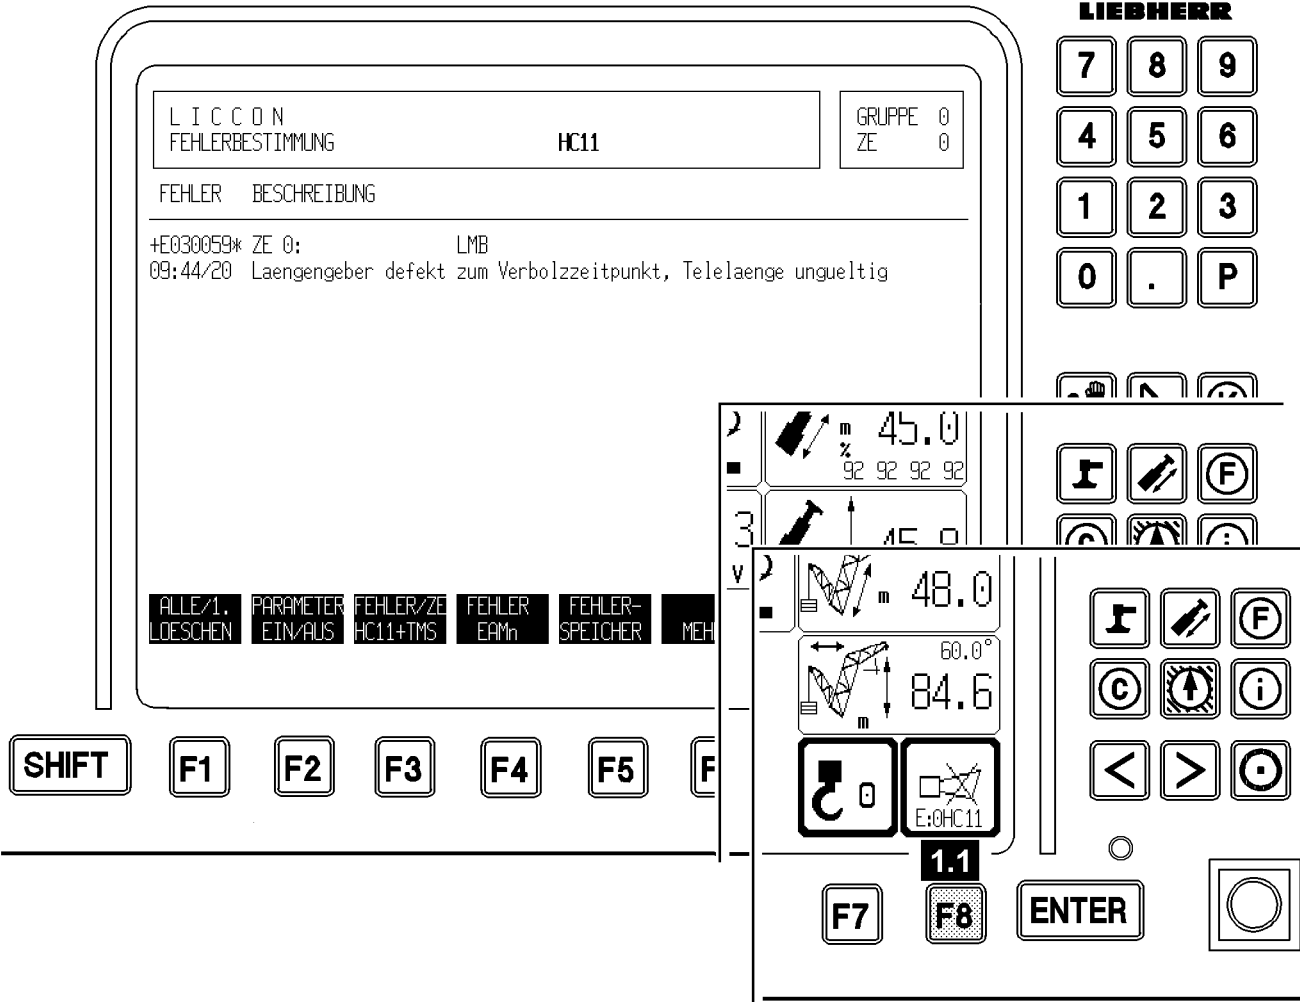 LIEBHERR
7 8 9
L I C C O N
GRUPPE 0
FEHLERBESTIMMUNG HC11
ZE 0
4 5 6
FEHLER BESCHREIBUNG
1 2 3
+E030059* ZE 0: LMB
09:44/20 Laengengeber defekt zum Verbolzzeitpunkt, Telelaenge ungueltig
0 . P
m 45.0
%
92 92 92 92
F
3
V
ALLE/1. LOESCHEN
PARAMETER EIN/AUS
FEHLER/ZE HC11+TMS
FEHLER EAMn
FEHLER- SPEICHER
m 48.0
F
60.0°
84.6
m
C i
0
E:0HC11
< >
SHIFT F1 F2 F3 F4 F5
1.1
F7 F8 ENTER